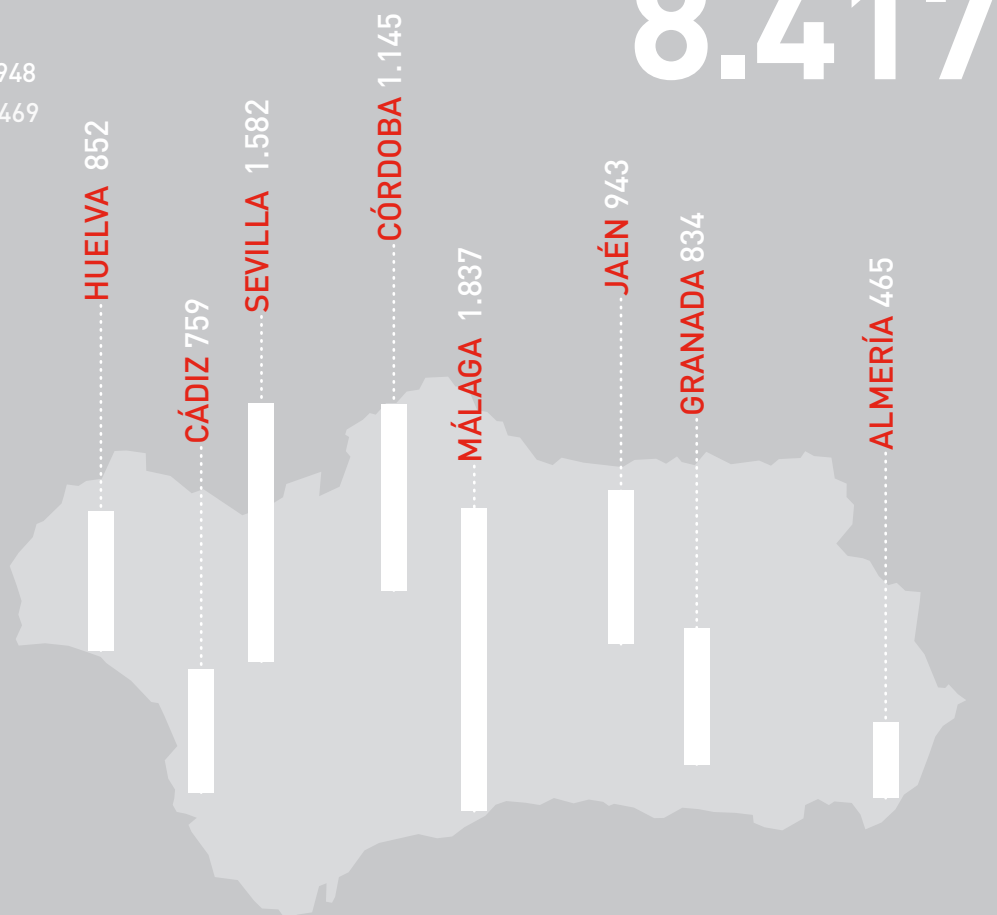 8.417
948
469
HUELVA 852
CÁDIZ 759
SEVILLA 1.582
CÓRDOBA 1.145
MÁLAGA 1.837
JAÉN 943
GRANADA 834
ALMERÍA 465